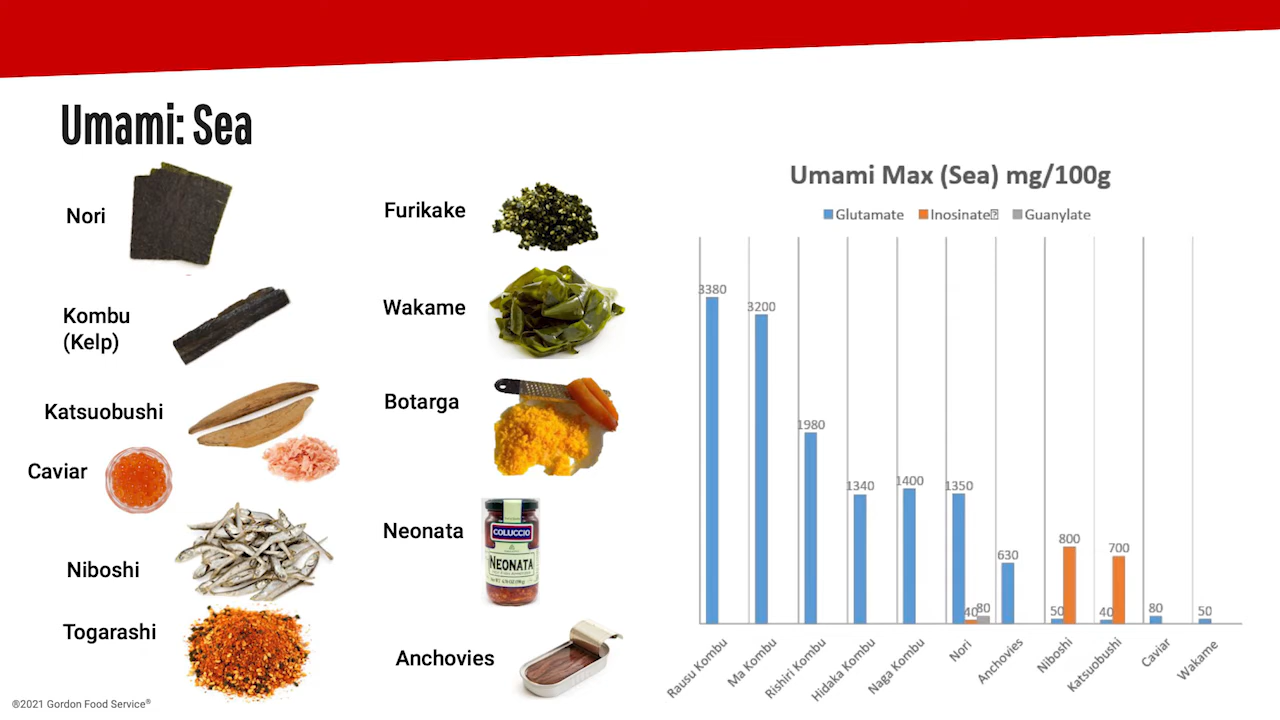 Umami: Sea
Nori
Kombu
(Kelp)
Katsuobushi
Caviar
Niboshi
Togarashi
Furikake
Wakame
Botarga
Neonata
COLUCCIO
NEONATA
Anchovies
Umami Max (Sea) mg/100g
Glutamate Inosinate Guanylate
3380
3200
1980
1340
1400
1350
40
80
630
50
800
40
700
80
50
Rausu Kombu
Ma Kombu
Rishiri Kombu
Hidaka Kombu
Naga Kombu
Nori
Anchovies
Niboshi
Katsuobushi
Caviar
Wakame
®2021 Gordon Food Service®